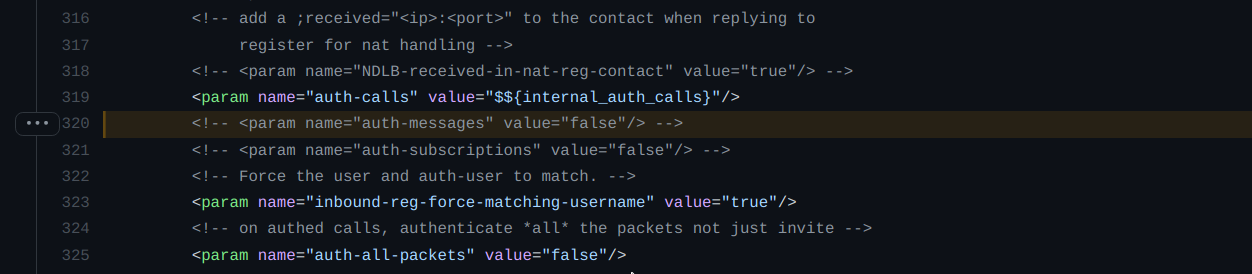 316 <!-- add a ;received="<ip>:<port>" to the contact when replying to
317 register for nat handling -->
318 <!-- <param name="NDLB-received-in-nat-reg-contact" value="true"/> -->
319 <param name="auth-calls" value="$${internal_auth_calls}"/>
320 <!-- <param name="auth-messages" value="false"/> -->
321 <!-- <param name="auth-subscriptions" value="false"/> -->
322 <!-- Force the user and auth-user to match. -->
323 <param name="inbound-reg-force-matching-username" value="true"/>
324 <!-- on authed calls, authenticate *all* the packets not just invite -->
325 <param name="auth-all-packets" value="false"/>